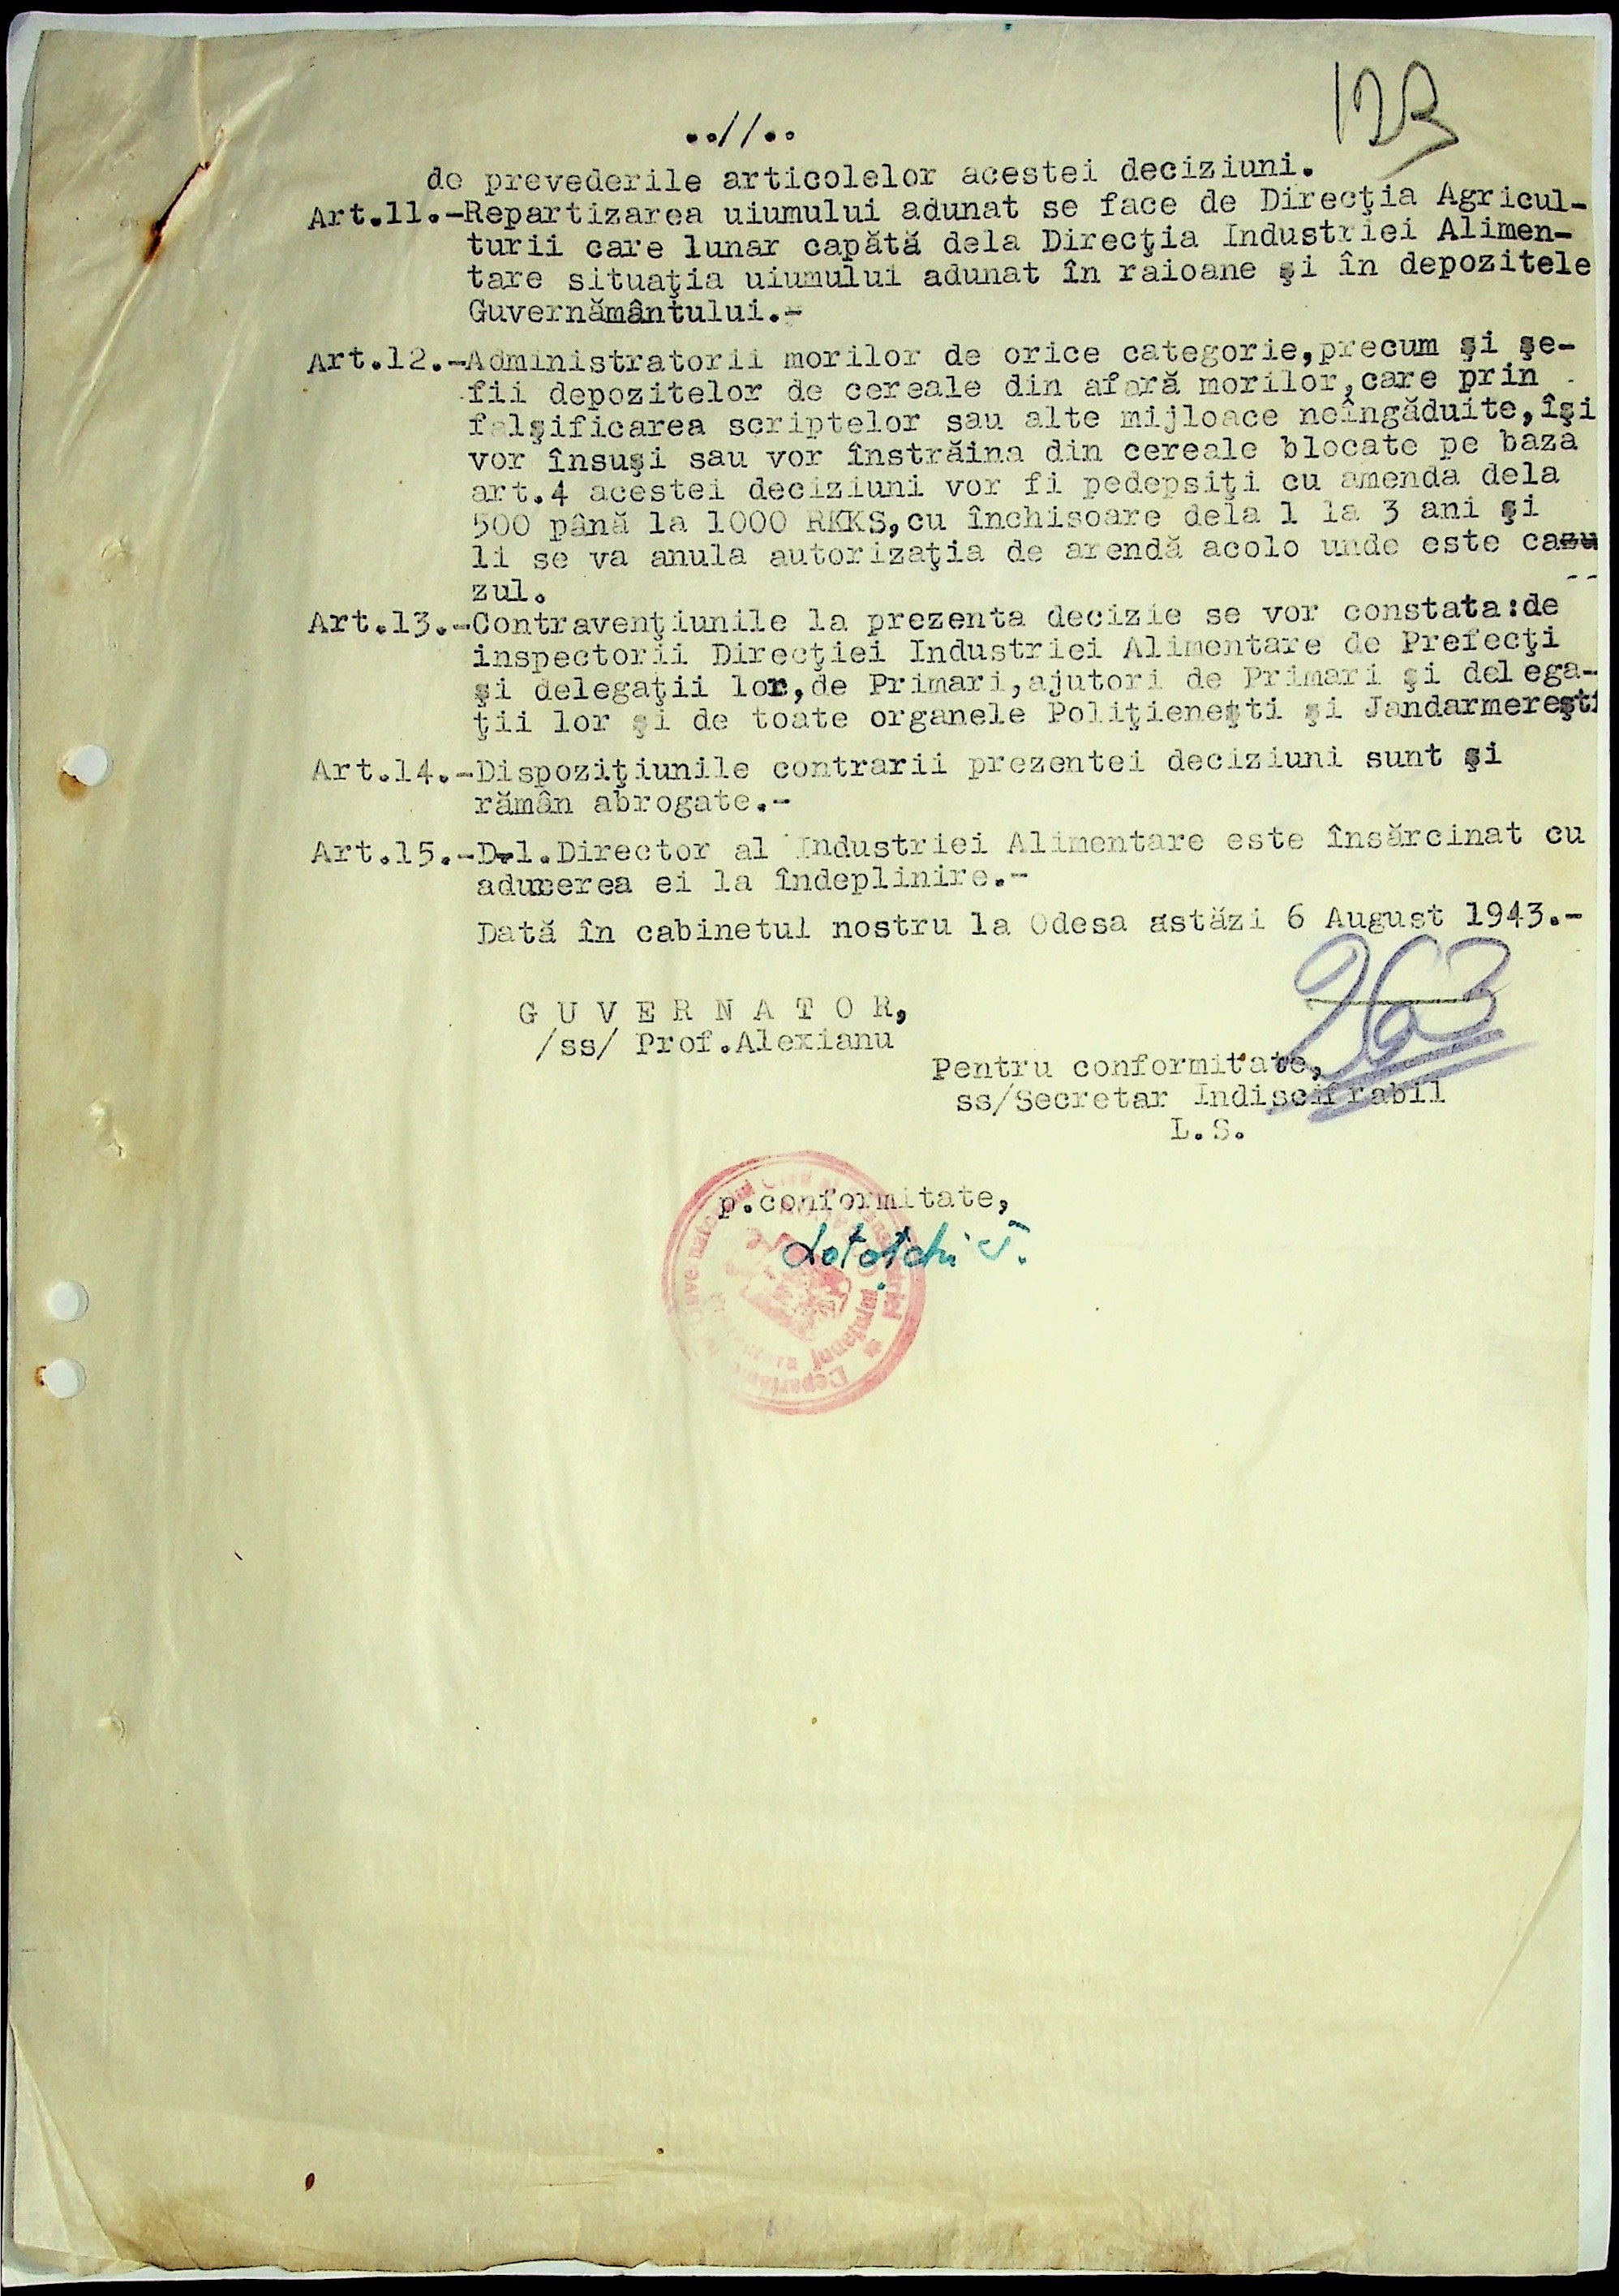 123
..//..
de prevederile articolelor acestei deciziuni.
Art.11.-Repartizarea uiumului adunat se face de Direcţia Agricul-
turii care lunar capătă dela Direcţia Industriei Alimen-
tare situaţia uiumului adunat în raioane şi în depozitele
Guvernământului.-
Art.12.-Administratorii morilor de orice categorie,precum şi şe-
fii depozitelor de cereale din afară morilor,care prin
falşificarea scriptelor sau alte mijloace neîngăduite,îşi
vor însuşi sau vor înstrăina din cereale blocate pe baza
art.4 acestei deciziuni vor fi pedepsiţi cu amenda dela
500 până la 1000 RKKS,cu închisoare dela 1 la 3 ani şi
li se va anula autorizaţia de arendă acolo unde este cazu
zul.
Art.13.-Contravenţiunile la prezenta decizie se vor constata:de
inspectorii Direcţiei Industriei Alimentare de Prefecţi
şi delegaţii lor,de Primari,ajutori de Primari şi delega-
ţii lor şi de toate organele Poliţieneşti şi Jandarmereşti
Art.14.-Dispoziţiunile contrarii prezentei deciziuni sunt şi
rămân abrogate.-
Art.15.-D-l.Director al Industriei Alimentare este însărcinat cu
aducerea ei la îndeplinire.-
Dată în cabinetul nostru la Odesa astăzi 6 August 1943.-
263
G U V E R N A T O R,
/ss/ Prof.Alexianu
Pentru conformitate,
ss/Secretar Indiscifrabil
L.S.
p.conformitate,